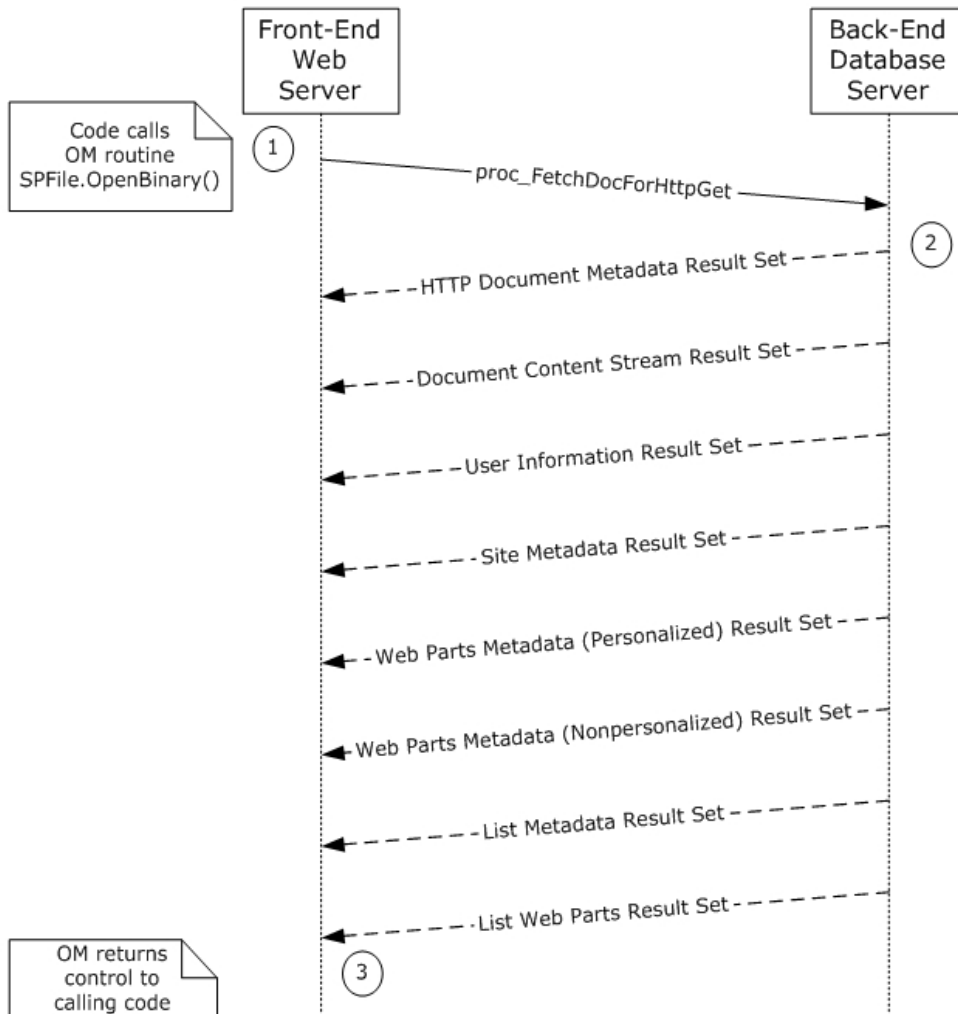 Front-End
Web
Server
Back-End
Database
Server
Code calls
OM routine
SPFile.OpenBinary()
1
proc_FetchDocForHttpGet
2
HTTP Document Metadata Result Set
Document Content Stream Result Set
User Information Result Set
Site Metadata Result Set
Web Parts Metadata (Personalized) Result Set
Web Parts Metadata (Nonpersonalized) Result Set
List Metadata Result Set
List Web Parts Result Set
OM returns
control to
calling code
3